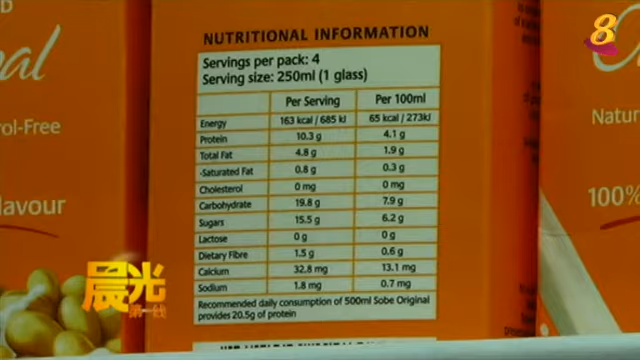 8
NUTRITIONAL INFORMATION
Servings per pack: 4
Serving size: 250ml (1 glass)
Per Serving Per 100ml
Energy 163 kcal / 685 kJ 65 kcal / 273kJ
Protein 10.3 g 4.1 g
Total Fat 4.8 g 1.9 g
-Saturated Fat 0.8 g 0.3 g
Cholesterol 0 mg 0 mg
Carbohydrate 19.8 g 7.9 g
Sugars 15.5 g 6.2 g
Lactose 0 g 0 g
Dietary Fibre 1.5 g 0.6 g
Calcium 32.8 mg 13.1 mg
Sodium 1.8 mg 0.7 mg
Recommended daily consumption of 500ml Sobe Original
provides 20.5g of protein
ol-Free
lavour
Natur
100%
晨光
第一线